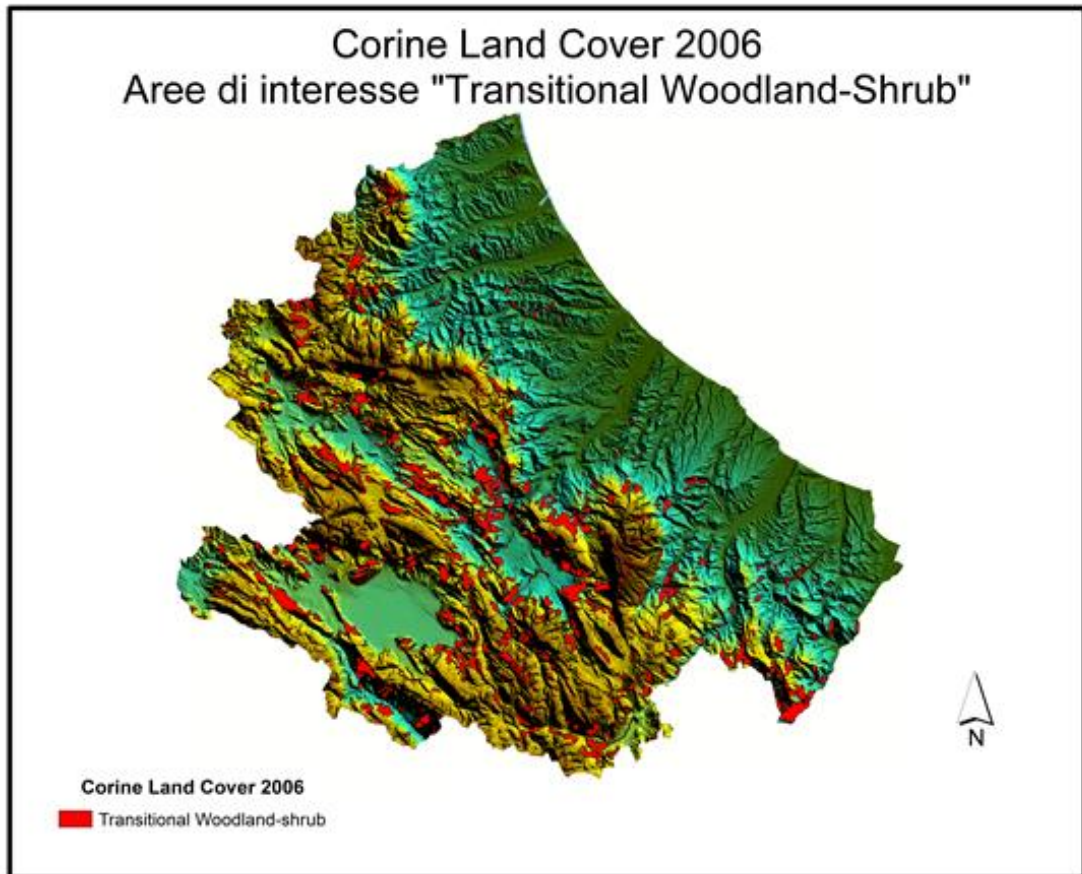 Corine Land Cover 2006
Aree di interesse "Transitional Woodland-Shrub"
N
Corine Land Cover 2006
Transitional Woodland-shrub